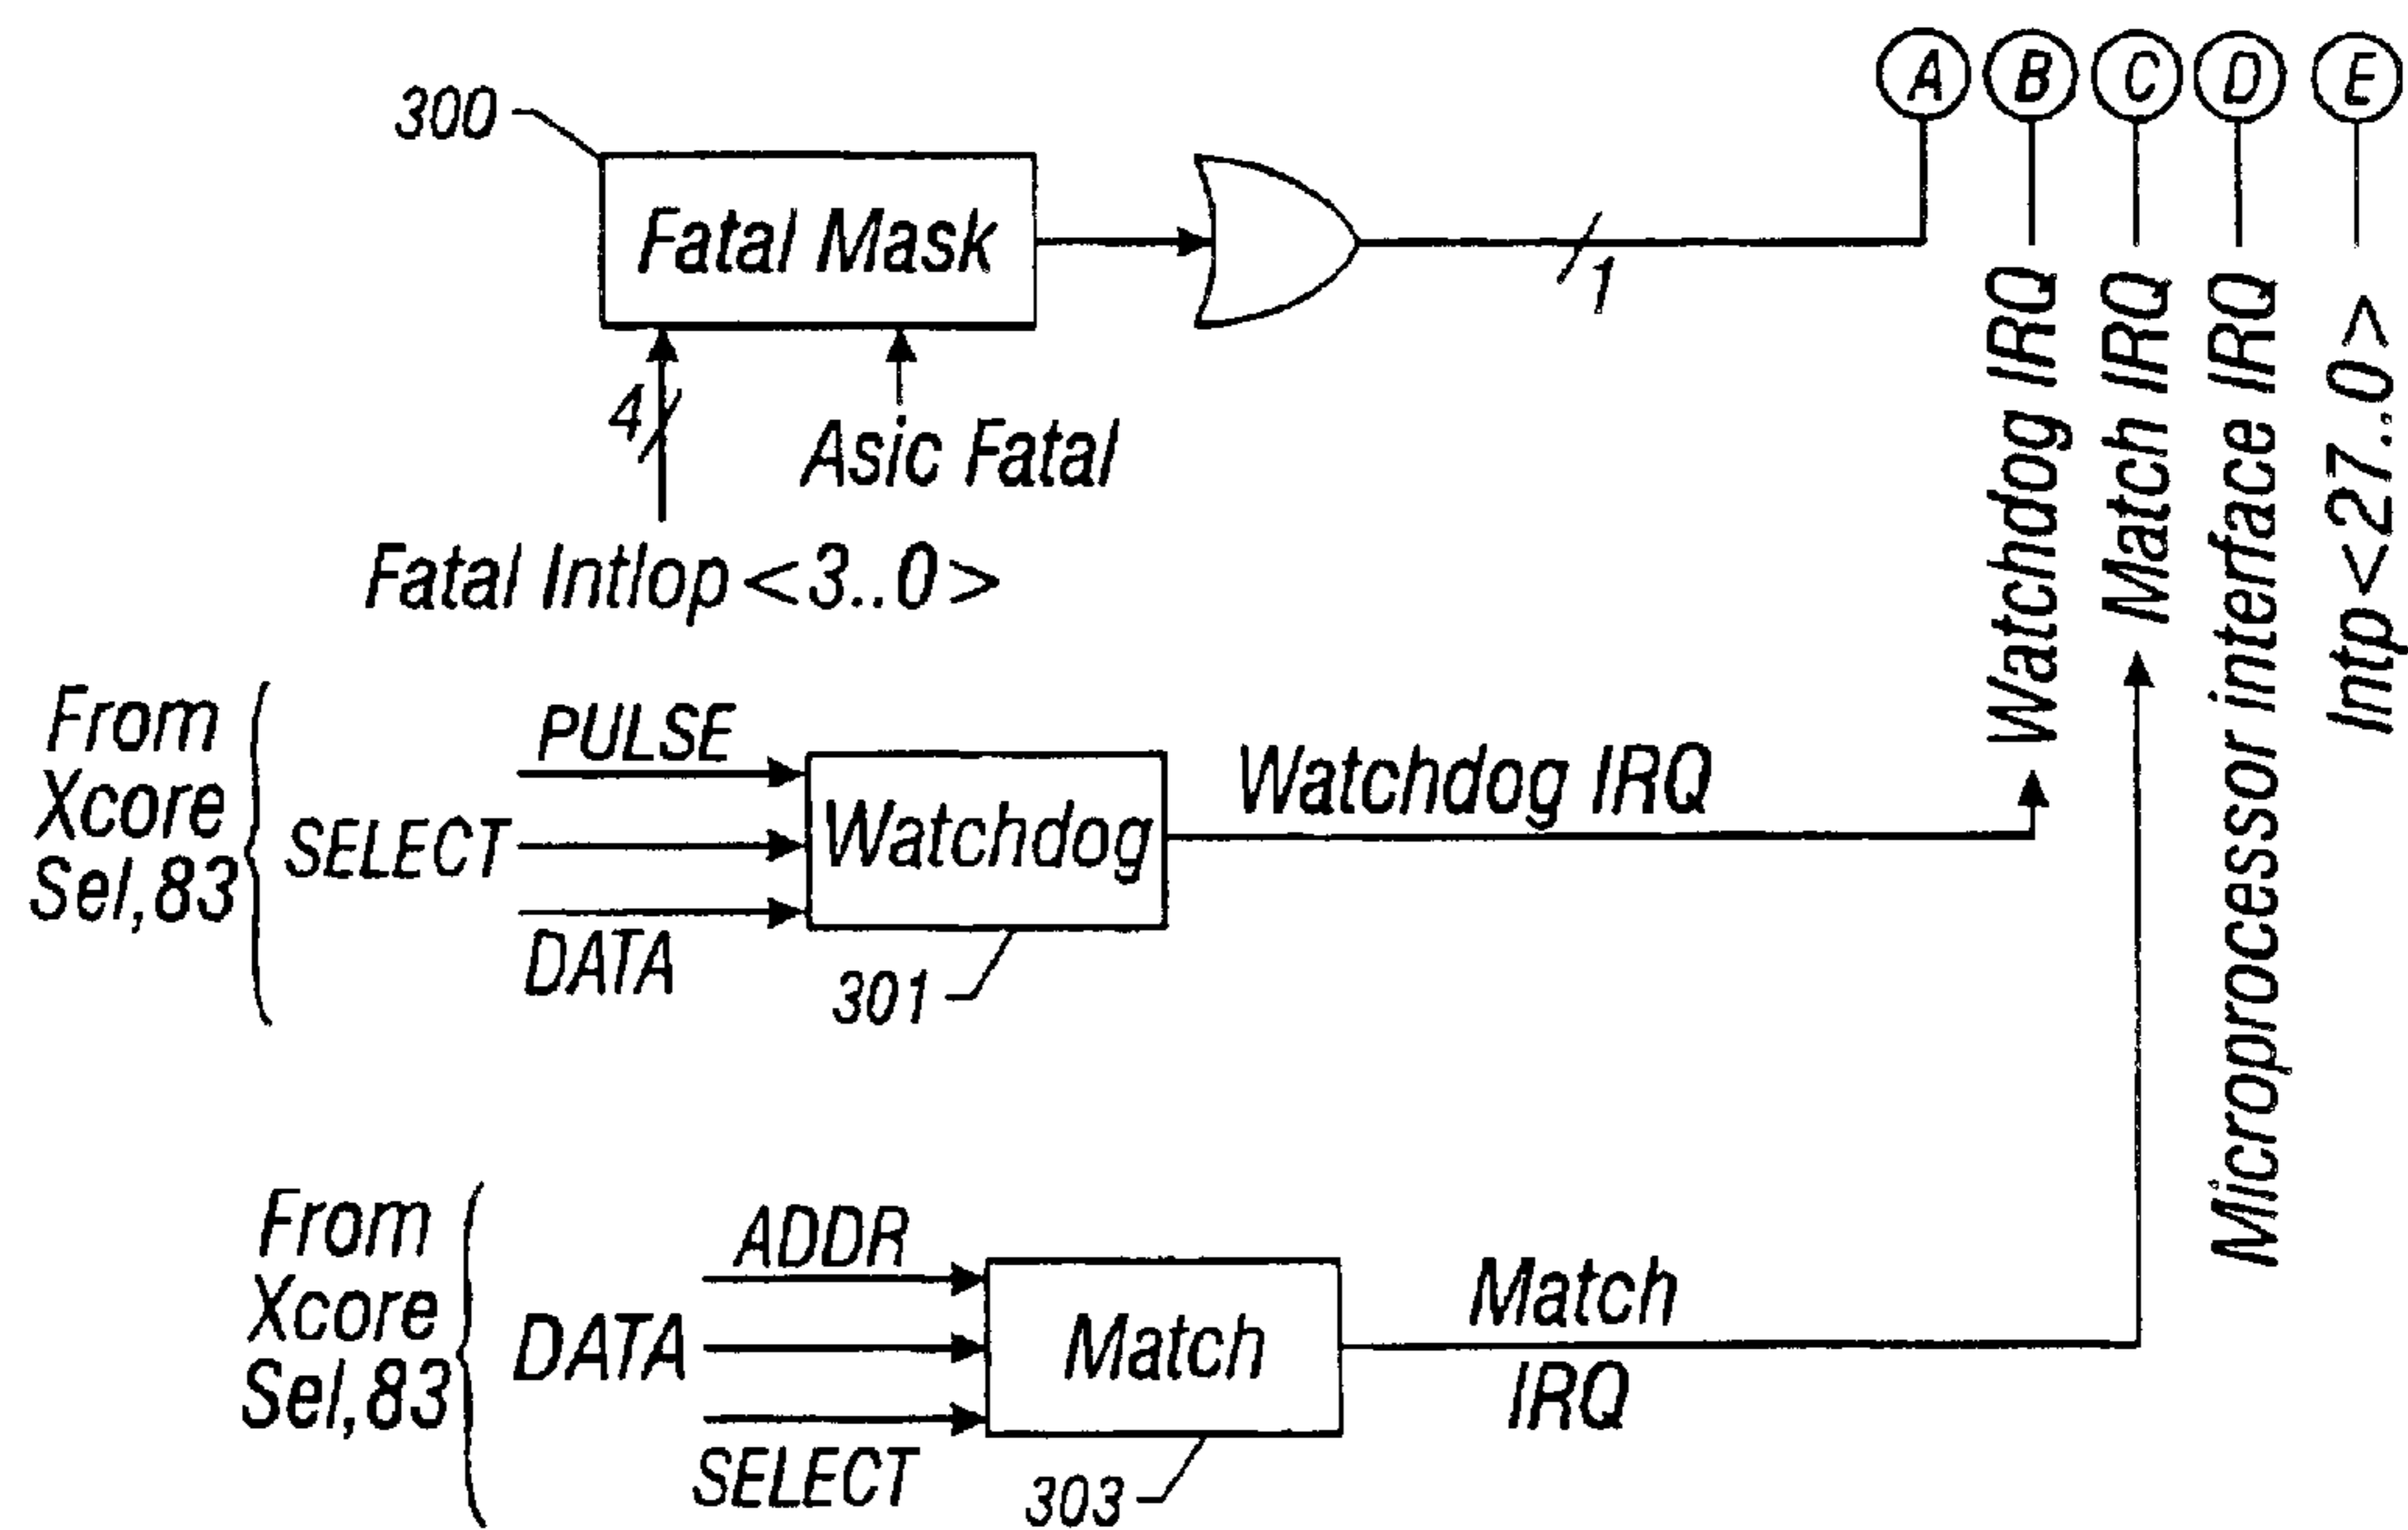 A B C D E
300
Fatal Mask
1
4
Asic Fatal
Fatal Intlop <3..0>
Watchdog IRQ
Match IRQ
Microprocessor interface IRQ
Intp <27..0>
From
Xcore
Sel,83
PULSE
SELECT
DATA
Watchdog
301
Watchdog IRQ
From
Xcore
Sel,83
ADDR
DATA
SELECT
Match
303
Match
IRQ